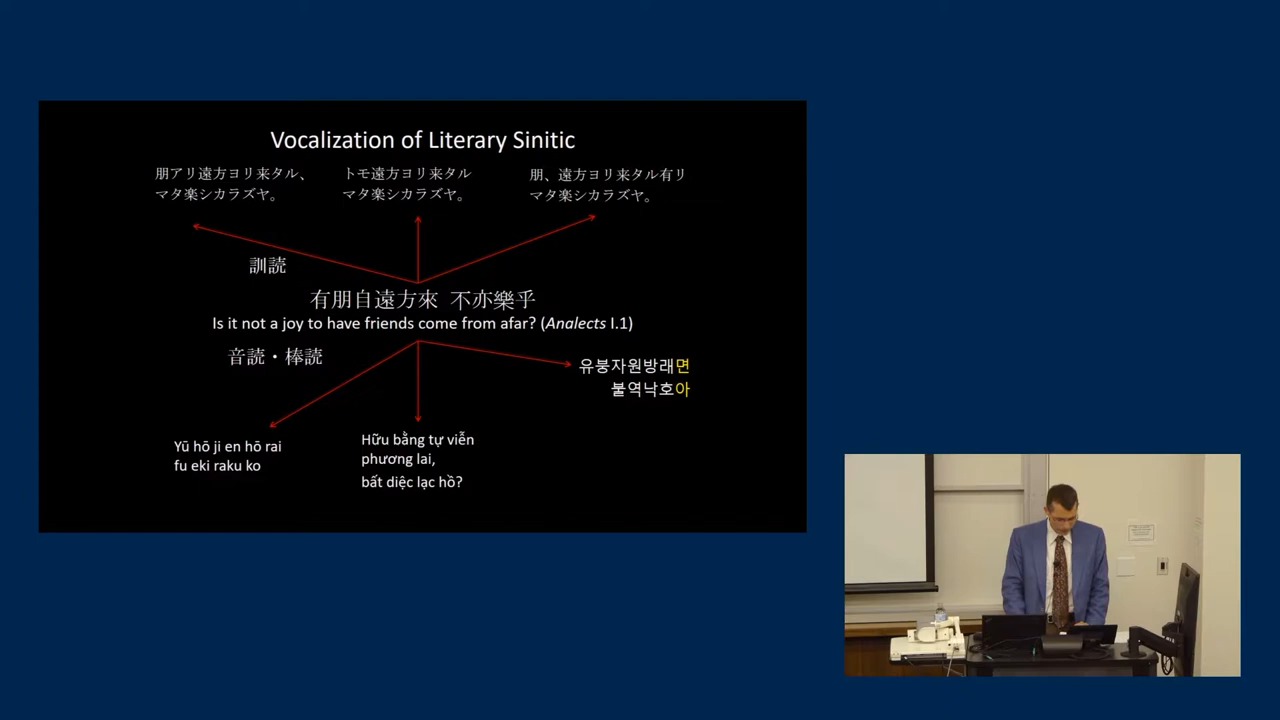 Vocalization of Literary Sinitic
朋アリ遠方ヨリ来タル、
マタ楽シカラズヤ。
トモ遠方ヨリ来タル
マタ楽シカラズヤ。
朋、遠方ヨリ来タル有リ
マタ楽シカラズヤ。
訓読
有朋自遠方來 不亦樂乎
Is it not a joy to have friends come from afar? (Analects I.1)
音読・棒読
유붕자원방래면
불역낙호아
Yū hō ji en hō rai
fu eki raku ko
Hữu bằng tự viễn
phương lai,
bất diệc lạc hồ?